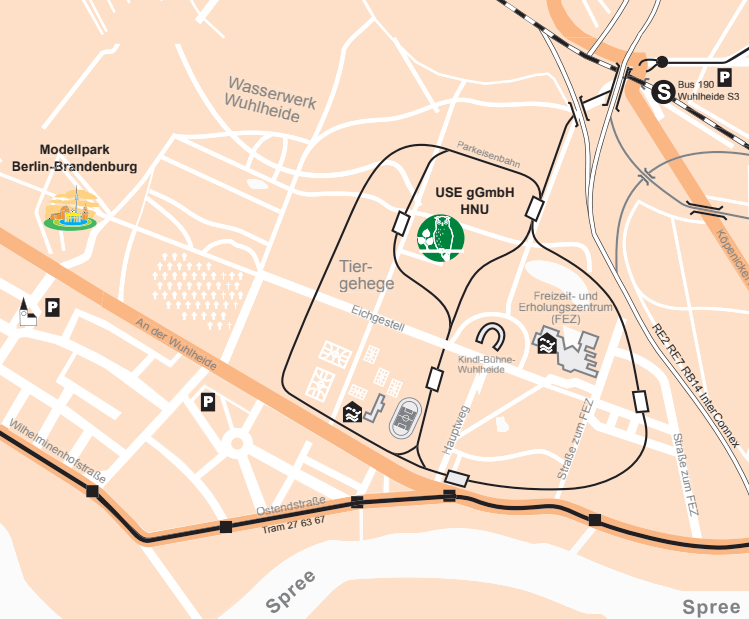 Wasserwerk
Wuhlheide
S
Bus 190
Wuhlheide S3
P
Modellpark
Berlin-Brandenburg
Parkeisenbahn
USE gGmbH
HNU
Tier-
gehege
Eichgestell
Freizeit- und
Erholungszentrum
(FEZ)
Kindl-Bühne-
Wuhlheide
P
An der Wuhlheide
P
RE2 RE7 RB14 InterConnex
Hauptweg
Straße zum FEZ
Straße zum FEZ
Wilhelminenhofstraße
Ostendstraße
Tram 27 63 67
Spree
Spree